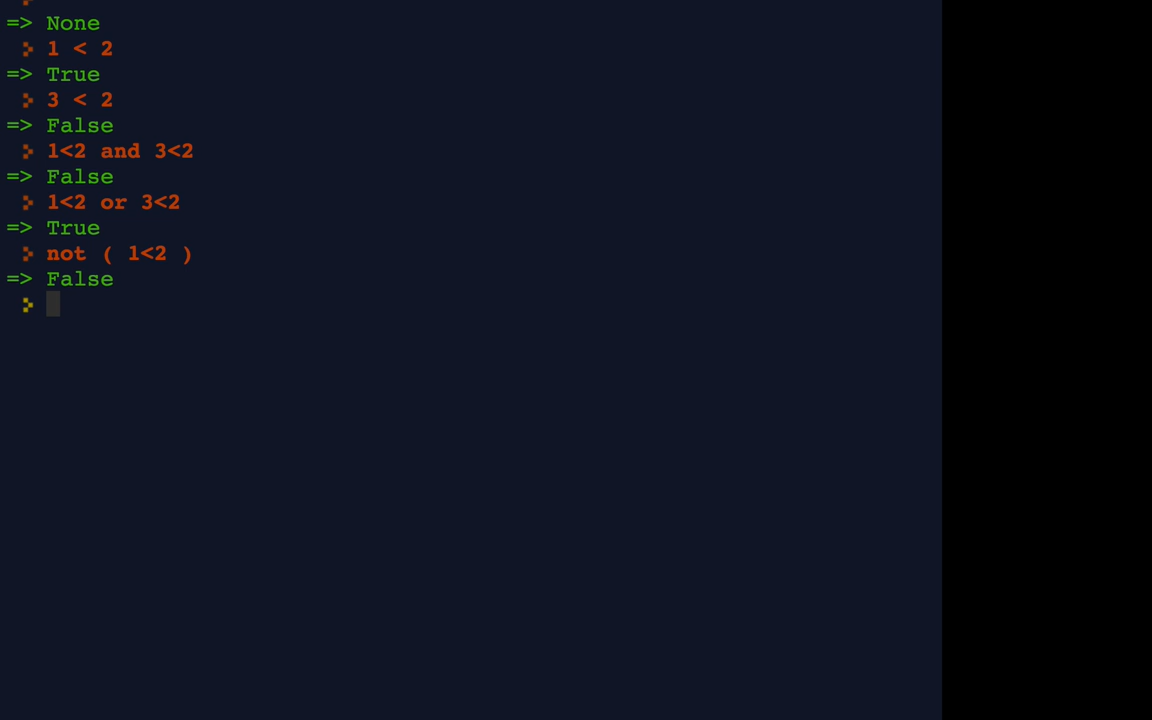 => None
1 < 2
=> True
3 < 2
=> False
1<2 and 3<2
=> False
1<2 or 3<2
=> True
not ( 1<2 )
=> False